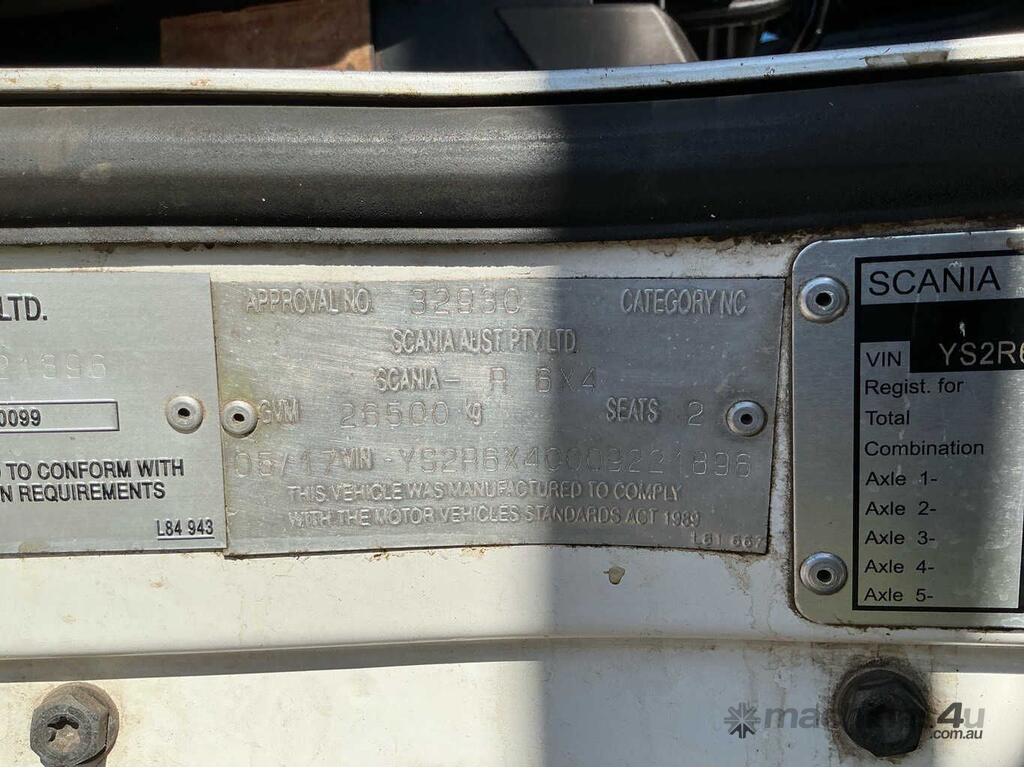 LTD.
21896
0099
D TO CONFORM WITH
N REQUIREMENTS
L84 943
APPROVAL NO. 32930 CATEGORY NC
SCANIA AUST. PTY. LTD.
SCANIA - R 6X4
GVM 26500 kg SEATS 2
VIN - YS2R6X40009221896
THIS VEHICLE WAS MANUFACTURED TO COMPLY
WITH THE MOTOR VEHICLES STANDARDS ACT 1989
L81 667
SCANIA
VIN YS2R6
Regist. for
Total
Combination
Axle 1-
Axle 2-
Axle 3-
Axle 4-
Axle 5-
machines4u
.com.au